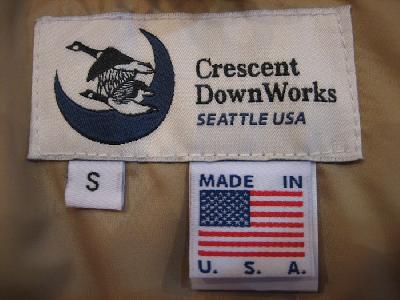 Crescent
DownWorks
SEATTLE USA
S
MADE IN
U. S. A.